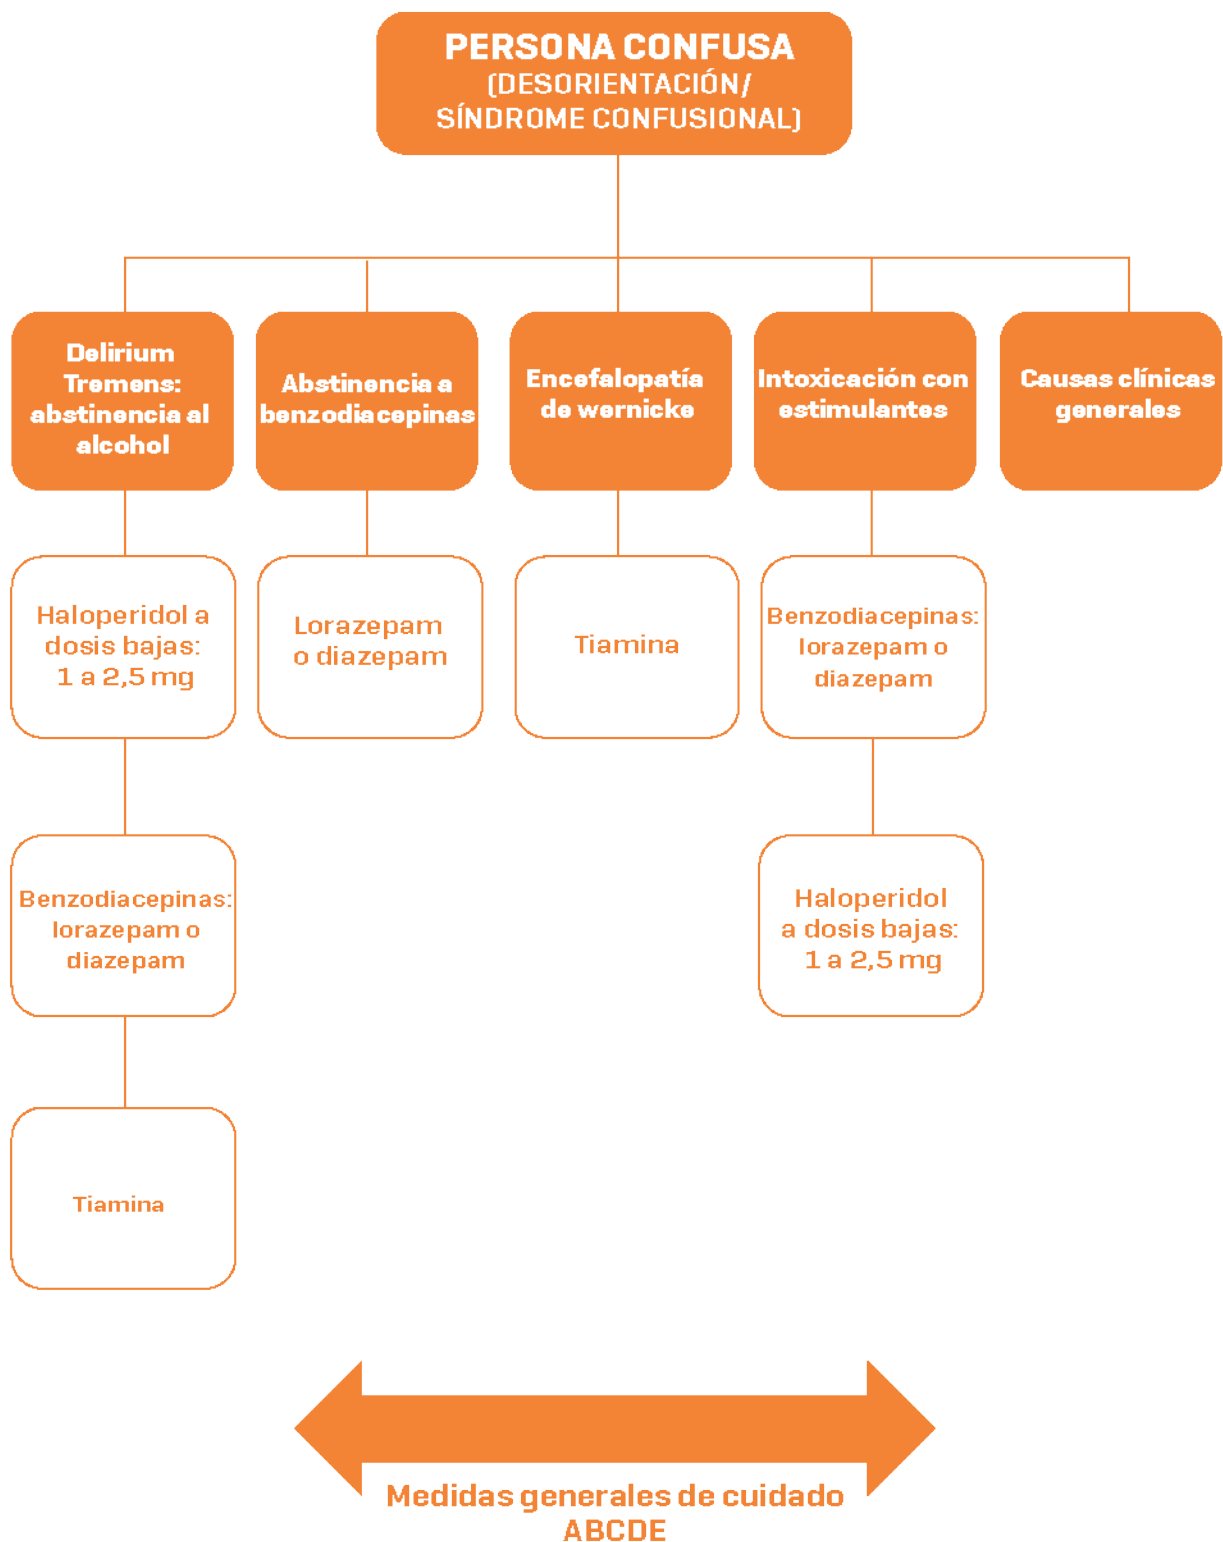 PERSONA CONFUSA
(DESORIENTACIÓN/
SÍNDROME CONFUSIONAL)
Delirium
Tremens:
abstinencia al
alcohol
Abstinencia a
benzodiacepinas
Encefalopatía
de wernicke
Intoxicación con
estimulantes
Causas clínicas
generales
Haloperidol a
dosis bajas:
1 a 2,5 mg
Lorazepam
o diazepam
Tiamina
Benzodiacepinas:
lorazepam o
diazepam
Benzodiacepinas:
lorazepam o
diazepam
Haloperidol
a dosis bajas:
1 a 2,5 mg
Tiamina
Medidas generales de cuidado
ABCDE